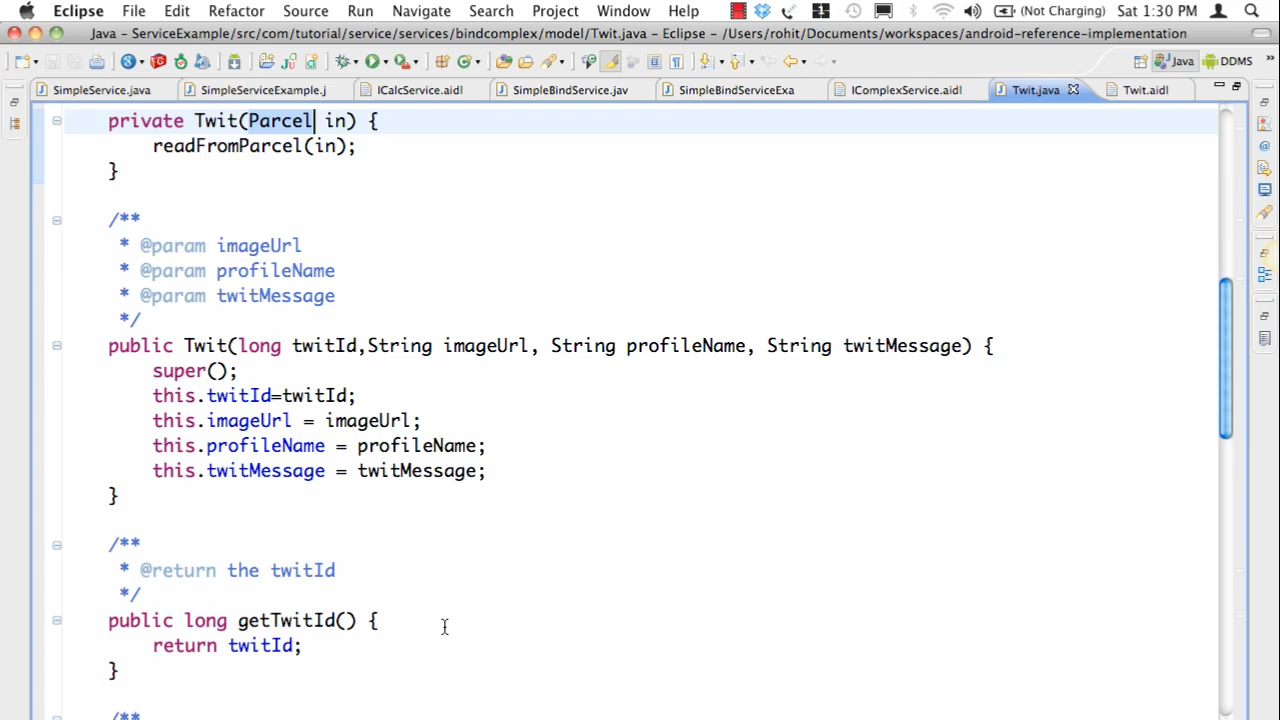 Eclipse File Edit Refactor Source Run Navigate Search Project Window Help 1 (Not Charging) Sat 1:30 PM
Java – ServiceExample/src/com/tutorial/service/services/bindcomplex/model/Twit.java – Eclipse – /Users/rohit/Documents/workspaces/android-reference-implementation
Java DDMS »
SimpleService.java SimpleServiceExample.j ICalcService.aidl SimpleBindService.jav SimpleBindServiceExa IComplexService.aidl Twit.java Twit.aidl
private Twit(Parcel in) {
readFromParcel(in);
}
/**
* @param imageUrl
* @param profileName
* @param twitMessage
*/
public Twit(long twitId,String imageUrl, String profileName, String twitMessage) {
super();
this.twitId=twitId;
this.imageUrl = imageUrl;
this.profileName = profileName;
this.twitMessage = twitMessage;
}
/**
* @return the twitId
*/
public long getTwitId() {
return twitId;
}
/**